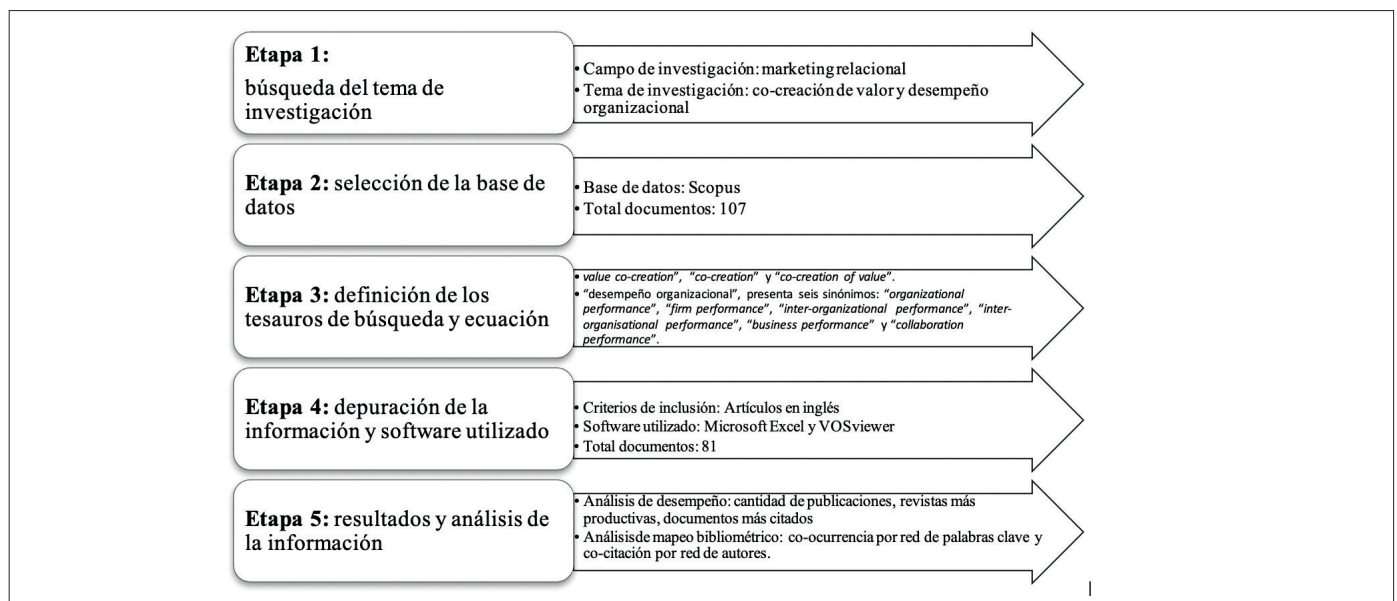 Etapa 1:
búsqueda del tema de
investigación
• Campo de investigación: marketing relacional
• Tema de investigación: co-creación de valor y desempeño
organizacional
Etapa 2: selección de la base de
datos
• Base de datos: Scopus
• Total documentos: 107
Etapa 3: definición de los
tesauros de búsqueda y ecuación
• value co-creation”, “co-creation” y “co-creation of value”.
• “desempeño organizacional”, presenta seis sinónimos: “organizational
performance”, “firm performance”, “inter-organizational performance”, “inter-
organisational performance”, “business performance” y “collaboration
performance”.
Etapa 4: depuración de la
información y software utilizado
• Criterios de inclusión: Artículos en inglés
• Software utilizado: Microsoft Excel y VOSviewer
• Total documentos: 81
Etapa 5: resultados y análisis de
la información
• Análisis de desempeño: cantidad de publicaciones, revistas más
productivas, documentos más citados
• Análisis de mapeo bibliométrico: co-ocurrencia por red de palabras clave y
co-citación por red de autores.